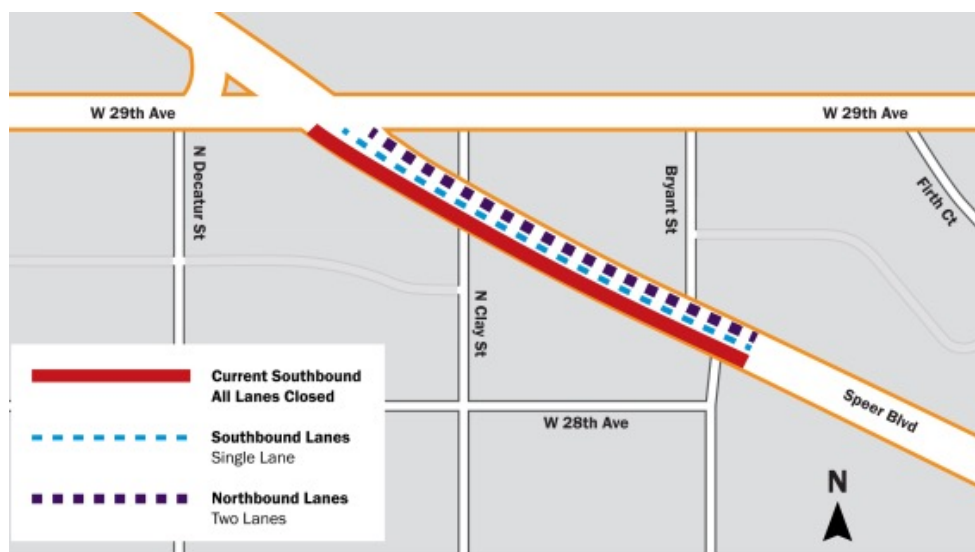 W 29th Ave
W 29th Ave
N Decatur St
Bryant St
Firth Ct
N Clay St
Current Southbound
All Lanes Closed
Speer Blvd
W 28th Ave
Southbound Lanes
Single Lane
N
Northbound Lanes
Two Lanes